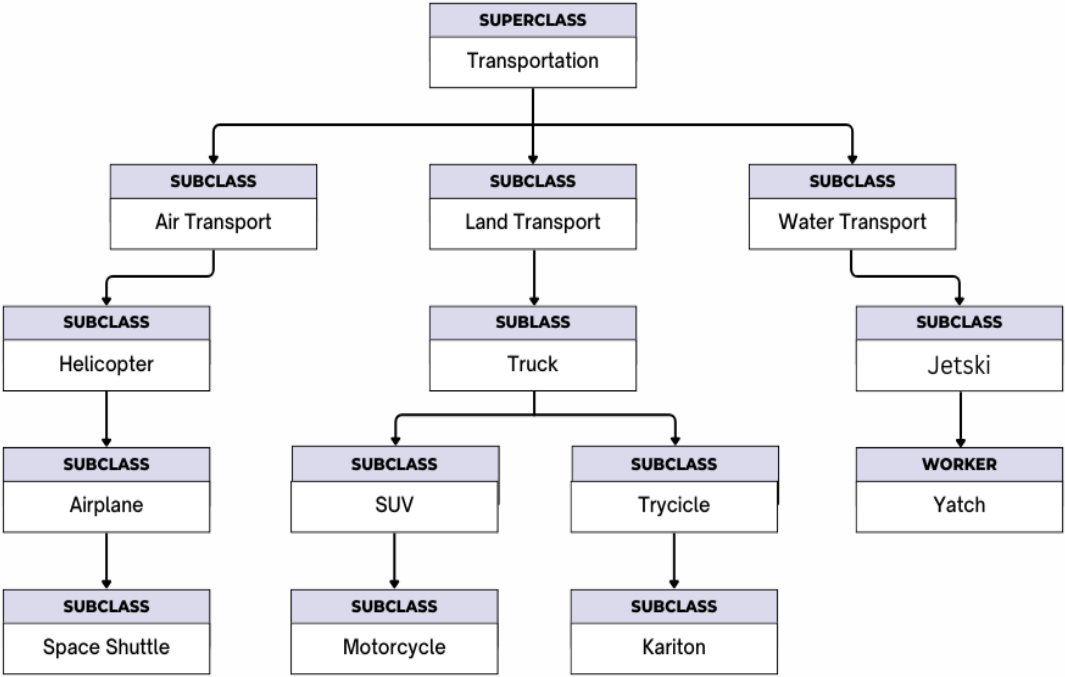 SUPERCLASS
Transportation
SUBCLASS
Air Transport
SUBCLASS
Land Transport
SUBCLASS
Water Transport
SUBCLASS
Helicopter
SUBLASS
Truck
SUBCLASS
Jetski
SUBCLASS
Airplane
SUBCLASS
SUV
SUBCLASS
Trycicle
WORKER
Yatch
SUBCLASS
Space Shuttle
SUBCLASS
Motorcycle
SUBCLASS
Kariton